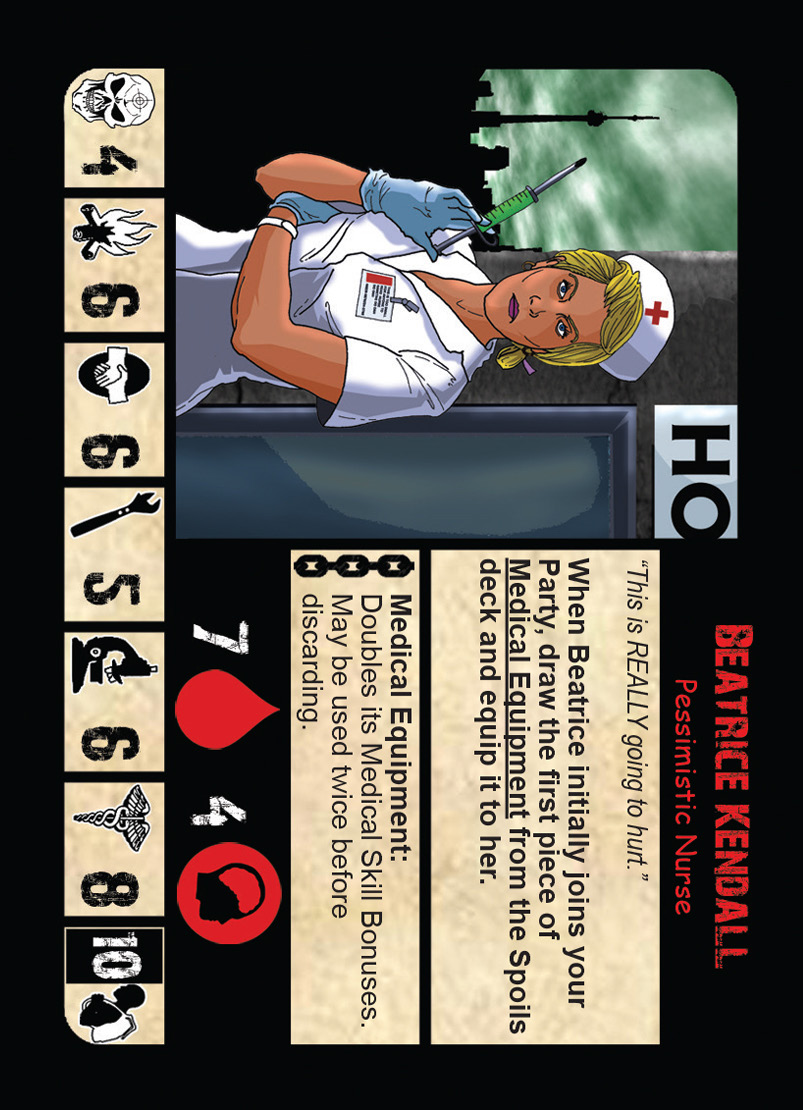 BEATRICE KENDALL
Pessimistic Nurse
HO
"This is REALLY going to hurt."
When Beatrice initially joins your
Party, draw the first piece of
Medical Equipment from the Spoils
deck and equip it to her.
Medical Equipment:
Doubles its Medical Skill Bonuses.
May be used twice before
discarding.
7 4
4 6 6 5 6 8 10